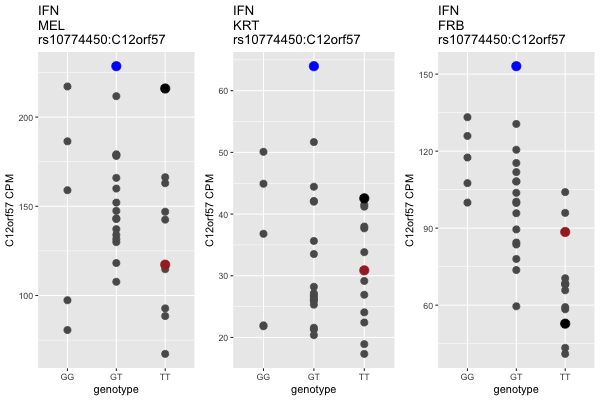 IFN
MEL
rs10774450:C12orf57
C12orf57 CPM
200
150
100
GG GT TT
genotype
IFN
KRT
rs10774450:C12orf57
C12orf57 CPM
60
50
40
30
20
GG GT TT
genotype
IFN
FRB
rs10774450:C12orf57
C12orf57 CPM
150
120
90
60
GG GT TT
genotype